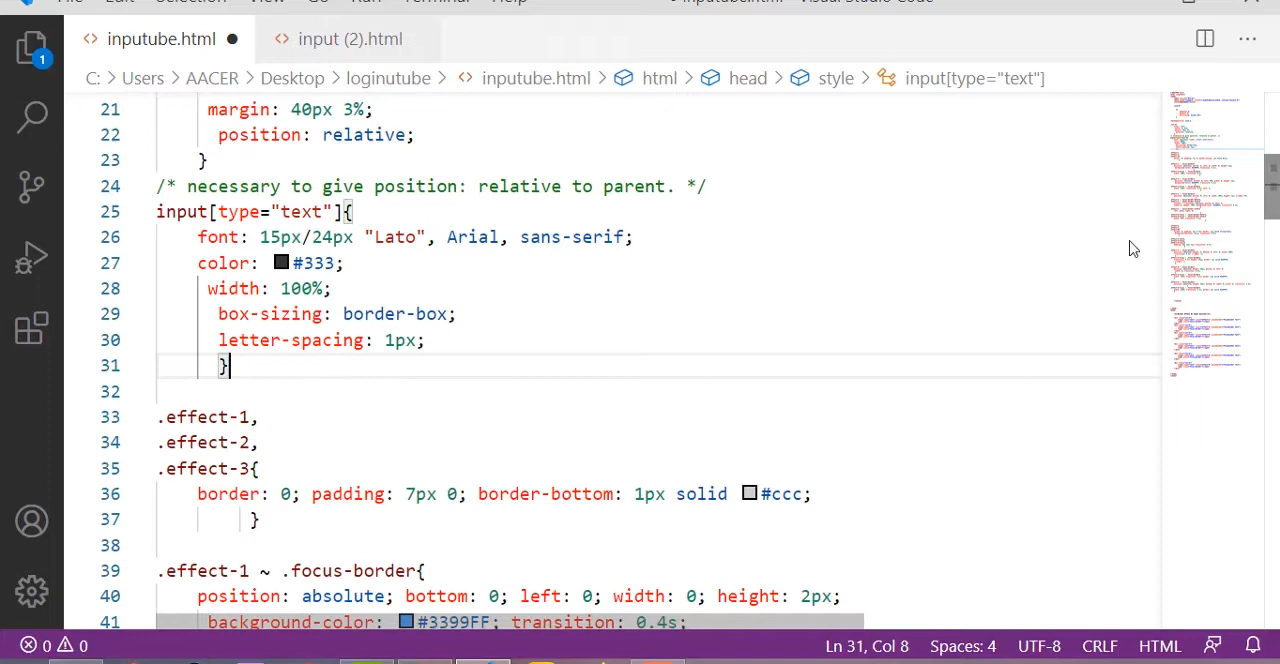 inputube.html ● input (2).html
C: > Users > AACER > Desktop > loginutube > inputube.html > html > head > style > input[type="text"]
1
21 margin: 40px 3%;
22 position: relative;
23 }
24 /* necessary to give position: relative to parent. */
25 input[type="text"]{
26 font: 15px/24px "Lato", Arial, sans-serif;
27 color: #333;
28 width: 100%;
29 box-sizing: border-box;
30 letter-spacing: 1px;
31 }
32
33 .effect-1,
34 .effect-2,
35 .effect-3{
36 border: 0; padding: 7px 0; border-bottom: 1px solid #ccc;
37 }
38
39 .effect-1 ~ .focus-border{
40 position: absolute; bottom: 0; left: 0; width: 0; height: 2px;
41 background-color: #3399FF; transition: 0.4s;
0 0 Ln 31, Col 8 Spaces: 4 UTF-8 CRLF HTML